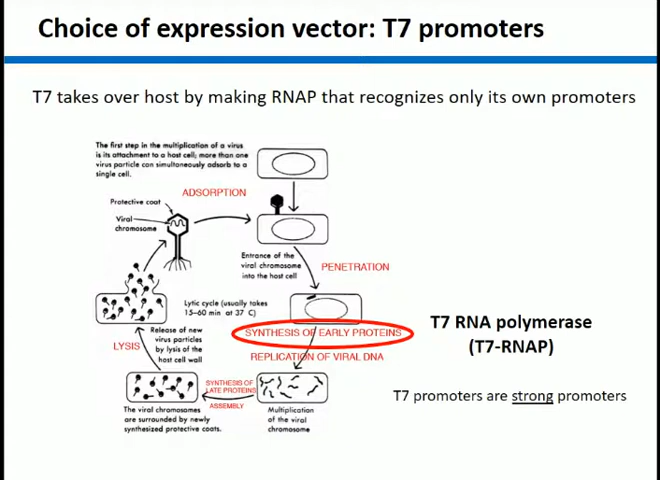 Choice of expression vector: T7 promoters
T7 takes over host by making RNAP that recognizes only its own promoters
The first step in the multiplication of a virus
is its attachment to a host cell; more than one
virus particle can simultaneously adsorb to a
single cell.
ADSORPTION
Protective coat
Viral
chromosome
Entrance of the
viral chromosome
into the host cell
PENETRATION
Lytic cycle (usually takes
15–60 min at 37 C)
SYNTHESIS OF EARLY PROTEINS
T7 RNA polymerase
(T7-RNAP)
REPLICATION OF VIRAL DNA
LYSIS
Release of new
virus particles
by lysis of the
host cell wall
SYNTHESIS OF
LATE PROTEINS
ASSEMBLY
T7 promoters are strong promoters
The viral chromosomes
are surrounded by newly
synthesized protective coats.
Multiplication
of the viral
chromosome